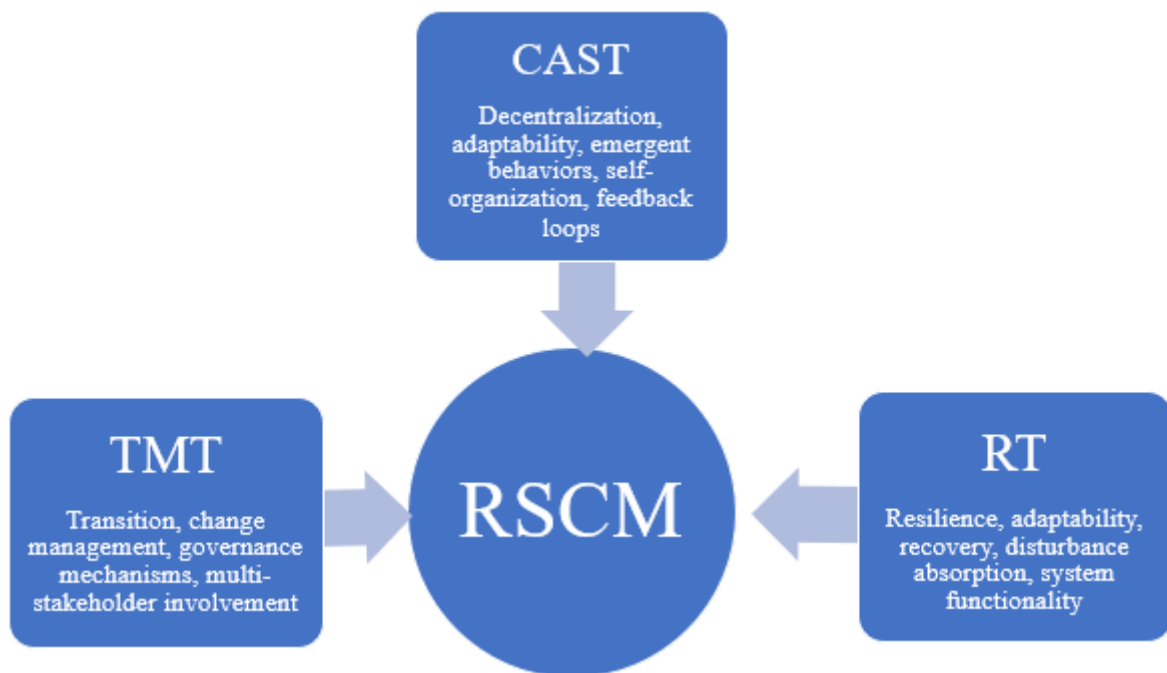 CAST
Decentralization,
adaptability, emergent
behaviors, self-
organization, feedback
loops
TMT
Transition, change
management, governance
mechanisms, multi-
stakeholder involvement
RSCM
RT
Resilience, adaptability,
recovery, disturbance
absorption, system
functionality